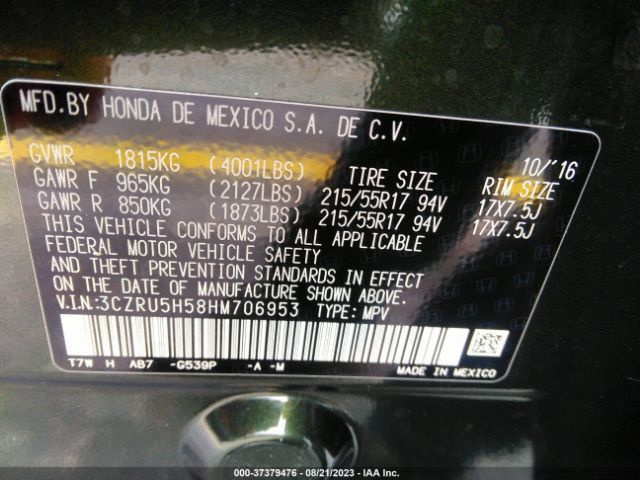 MFD.BY HONDA DE MEXICO S.A. DE C.V.
10/'16
GVWR 1815KG (4001LBS) TIRE SIZE RIM SIZE
GAWR F 965KG (2127LBS) 215/55R17 94V 17X7.5J
GAWR R 850KG (1873LBS) 215/55R17 94V 17X7.5J
THIS VEHICLE CONFORMS TO ALL APPLICABLE
FEDERAL MOTOR VEHICLE SAFETY
AND THEFT PREVENTION STANDARDS IN EFFECT
ON THE DATE OF MANUFACTURE SHOWN ABOVE.
V.I.N:3CZRU5H58HM706953 TYPE: MPV
T7W H AB7 -G539P -A -M
MADE IN MEXICO
000-37379476 - 08/21/2023 - IAA Inc.